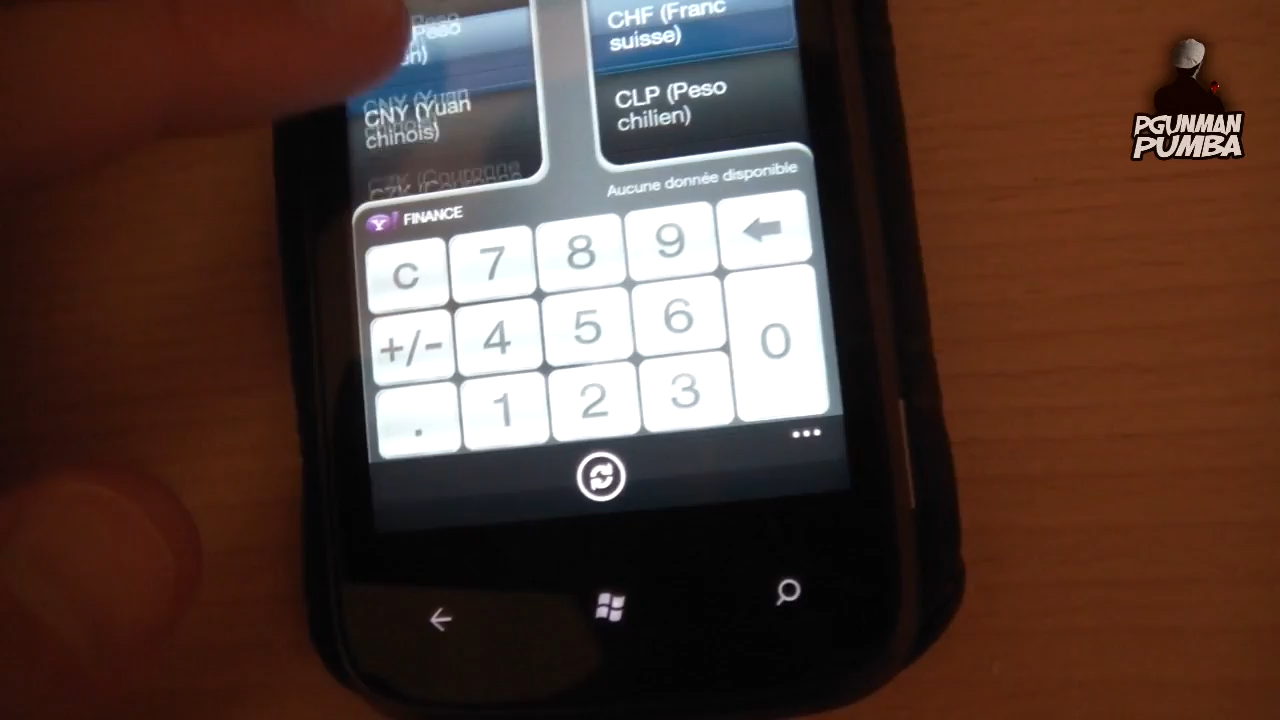 Peso
CNY (Yuan
chinois)
CHF (Franc
suisse)
CLP (Peso
chilien)
Aucune donnée disponible
Y! FINANCE
C 7 8 9
+/- 4 5 6 0
. 1 2 3
PGUNMAN
PUMBA